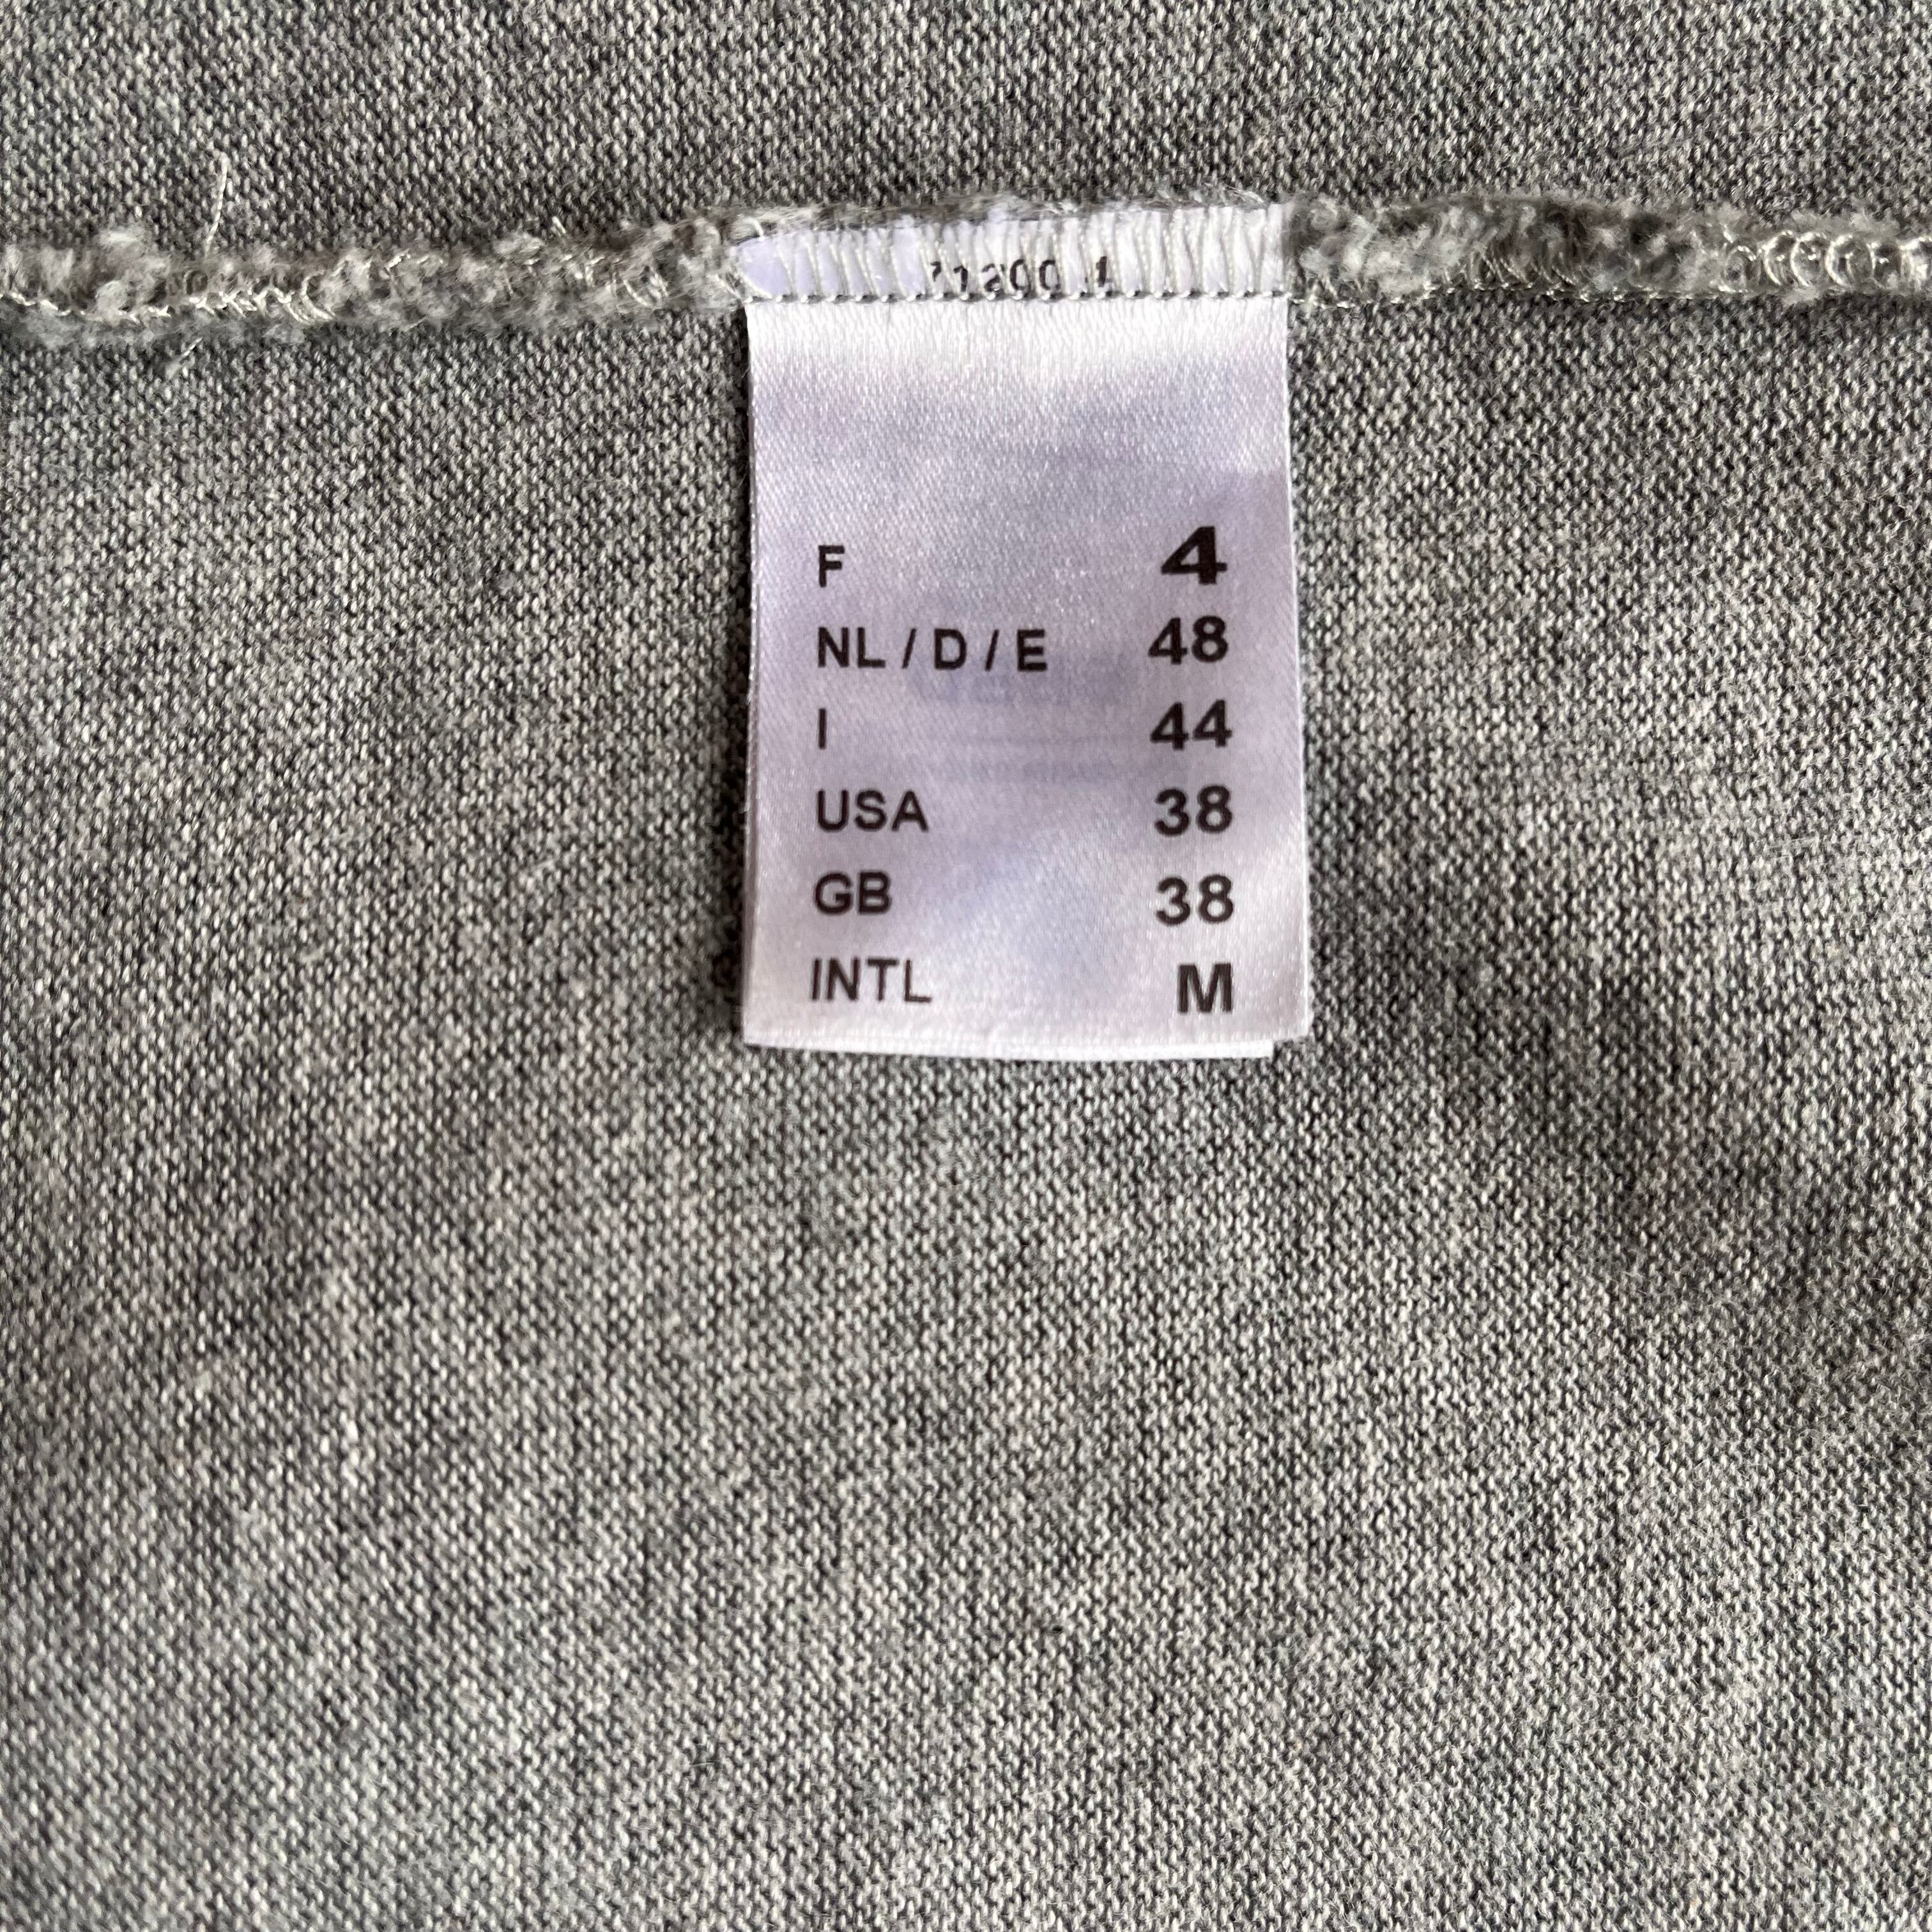 F 4
NL / D / E 48
I 44
USA 38
GB 38
INTL M